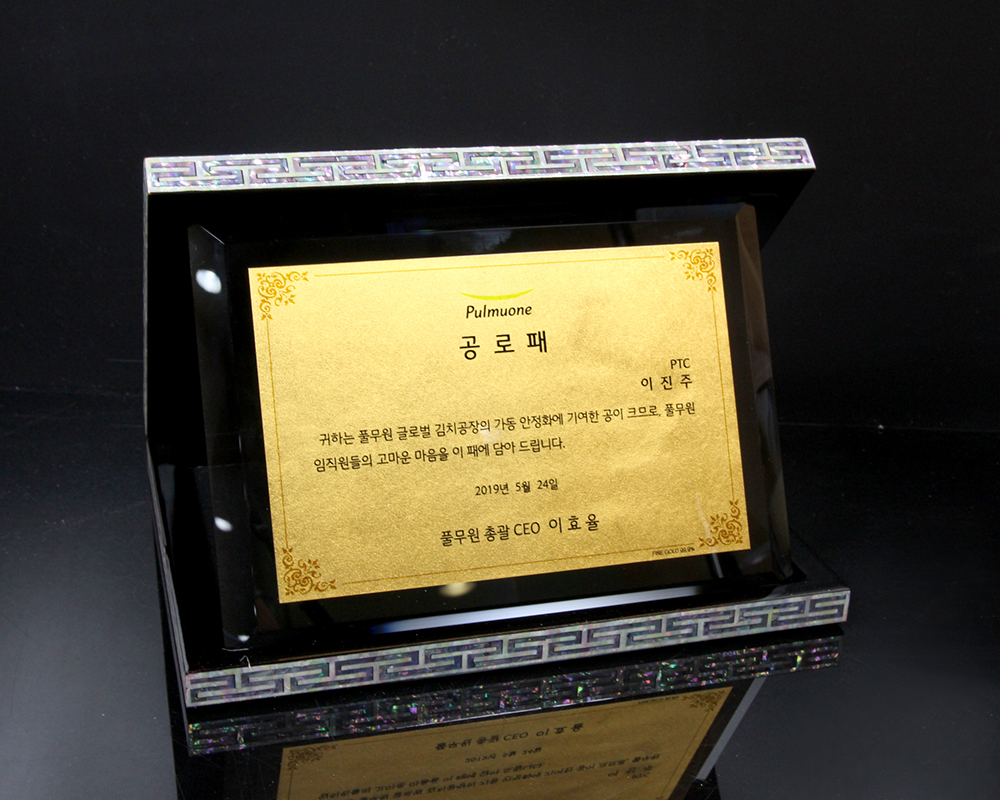 Pulmuone
공로패
PTC
이진주
귀하는 풀무원 글로벌 김치공장의 가동 안정화에 기여한 공이 크므로, 풀무원
임직원들의 고마운 마음을 이 패에 담아 드립니다.
2019년 5월 24일
풀무원 총괄 CEO 이효율
FINE GOLD 99.9%